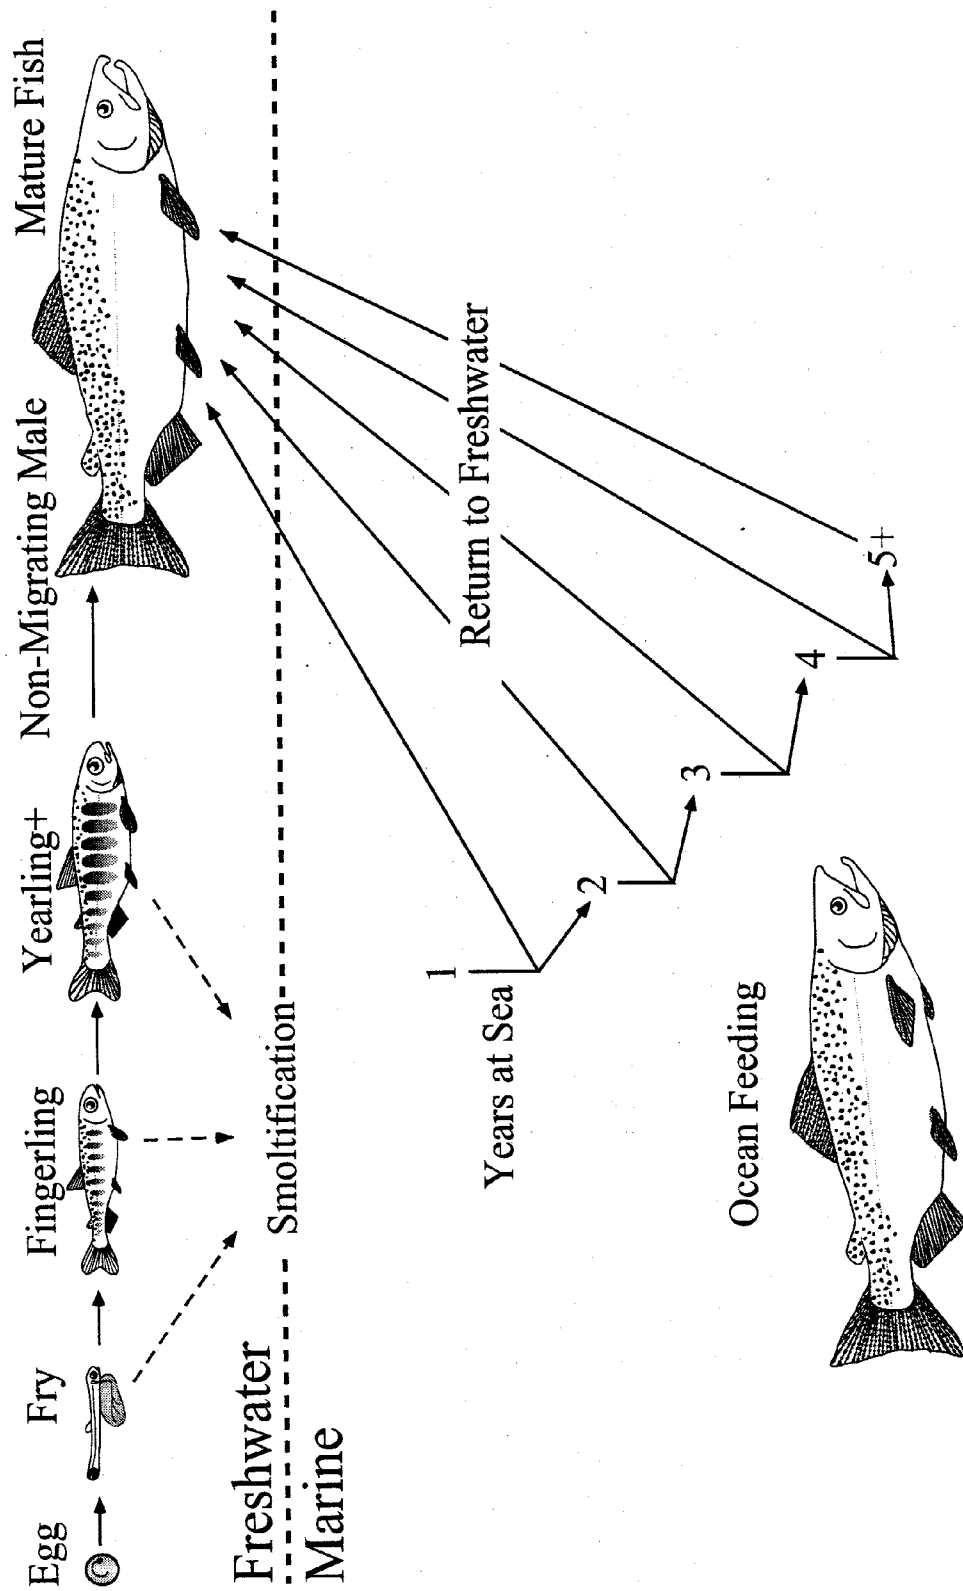 Egg
Fry
Fingerling
Yearling+
Non-Migrating Male
Mature Fish
Freshwater
Marine
Smoltification
Years at Sea
1
2
3
4
5+
Return to Freshwater
Ocean Feeding